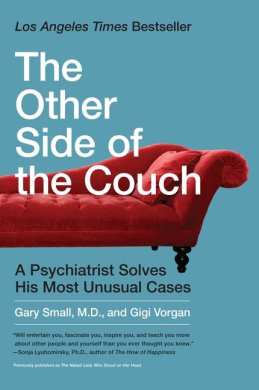 Los Angeles Times Bestseller
The
Other
Side of
the Couch
A Psychiatrist Solves
His Most Unusual Cases
Gary Small, M.D., and Gigi Vorgan
"Will entertain you, fascinate you, inspire you, and teach you more
about other people and yourself than you ever thought you knew."
—Sonja Lyubomirsky, Ph.D., author of The How of Happiness
Previously published as The Naked Lady Who Stood on Her Head